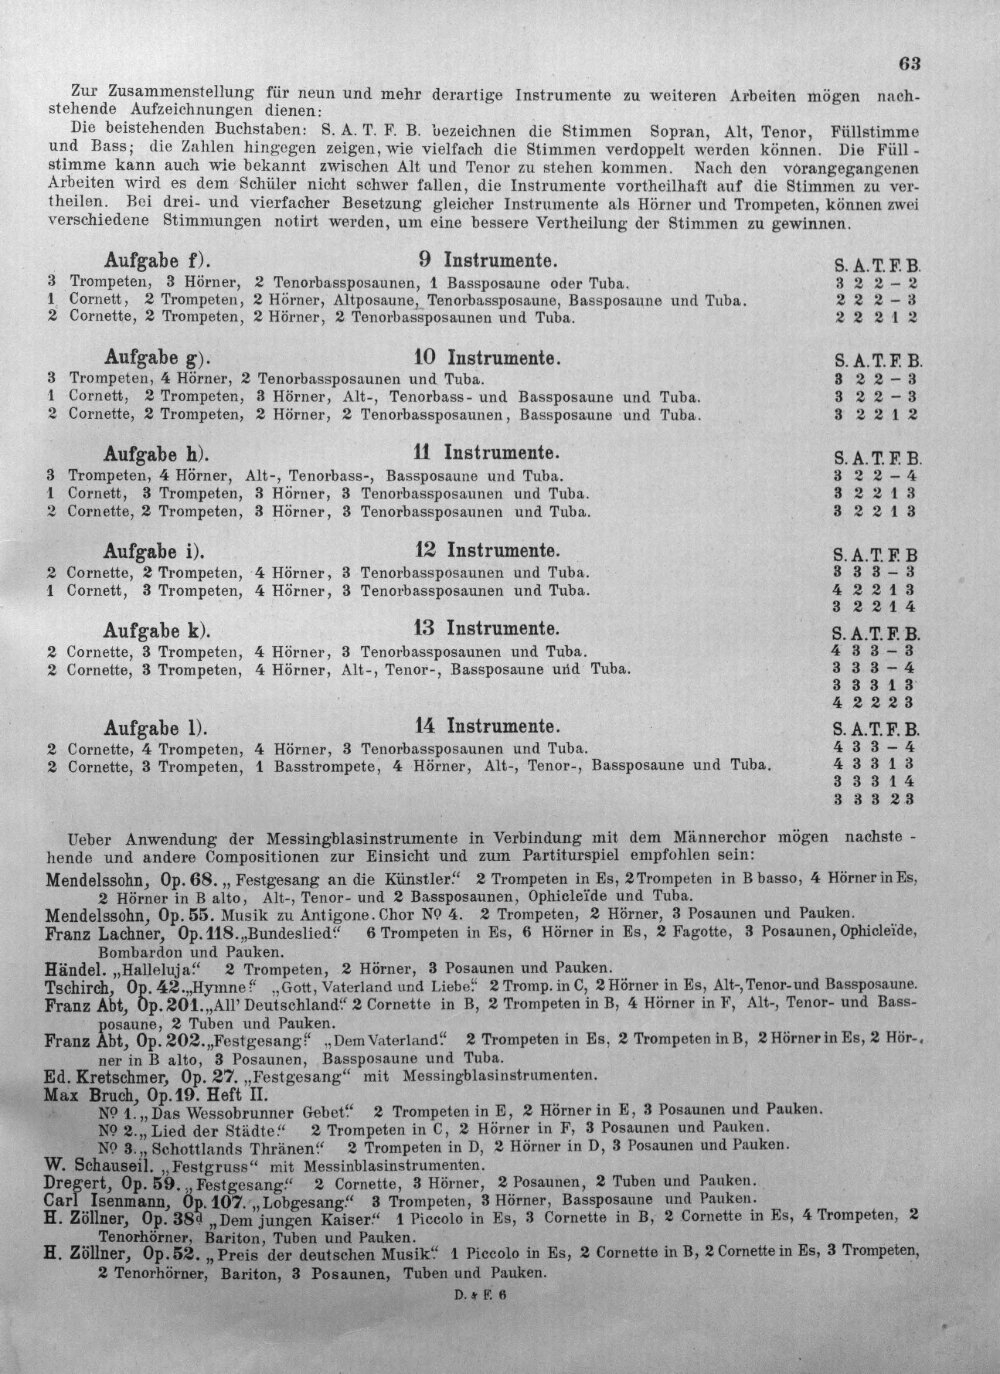 63
Zur Zusammenstellung für neun und mehr derartige Instrumente zu weiteren Arbeiten mögen nach-
stehende Aufzeichnungen dienen:
Die beistehenden Buchstaben: S. A. T. F. B. bezeichnen die Stimmen Sopran, Alt, Tenor, Füllstimme
und Bass; die Zahlen hingegen zeigen, wie vielfach die Stimmen verdoppelt werden können. Die Füll-
stimme kann auch wie bekannt zwischen Alt und Tenor zu stehen kommen. Nach den vorangegangenen
Arbeiten wird es dem Schüler nicht schwer fallen, die Instrumente vortheilhaft auf die Stimmen zu ver-
theilen. Bei drei- und vierfacher Besetzung gleicher Instrumente als Hörner und Trompeten, können zwei
verschiedene Stimmungen notirt werden, um eine bessere Vertheilung der Stimmen zu gewinnen.
Aufgabe f). 9 Instrumente. S. A. T. F. B.
3 Trompeten, 3 Hörner, 2 Tenorbassposaunen, 1 Bassposaune oder Tuba. 3 2 2 – 2
1 Cornett, 2 Trompeten, 2 Hörner, Altposaune, Tenorbassposaune, Bassposaune und Tuba. 2 2 2 – 3
2 Cornette, 2 Trompeten, 2 Hörner, 2 Tenorbassposaunen und Tuba. 2 2 2 1 2
Aufgabe g). 10 Instrumente. S. A. T. F. B.
3 Trompeten, 4 Hörner, 2 Tenorbassposaunen und Tuba. 3 2 2 – 3
1 Cornett, 2 Trompeten, 3 Hörner, Alt-, Tenorbass- und Bassposaune und Tuba. 3 2 2 – 3
2 Cornette, 2 Trompeten, 2 Hörner, 2 Tenorbassposaunen, Bassposaune und Tuba. 3 2 2 1 2
Aufgabe h). 11 Instrumente. S. A. T. F. B.
3 Trompeten, 4 Hörner, Alt-, Tenorbass-, Bassposaune und Tuba. 3 2 2 – 4
1 Cornett, 3 Trompeten, 3 Hörner, 3 Tenorbassposaunen und Tuba. 3 2 2 1 3
2 Cornette, 2 Trompeten, 3 Hörner, 3 Tenorbassposaunen und Tuba. 3 2 2 1 3
Aufgabe i). 12 Instrumente. S. A. T. F. B
2 Cornette, 2 Trompeten, 4 Hörner, 3 Tenorbassposaunen und Tuba. 3 3 3 – 3
1 Cornett, 3 Trompeten, 4 Hörner, 3 Tenorbassposaunen und Tuba. 4 2 2 1 3
3 2 2 1 4
Aufgabe k). 13 Instrumente. S. A. T. F. B.
2 Cornette, 3 Trompeten, 4 Hörner, 3 Tenorbassposaunen und Tuba. 4 3 3 – 3
2 Cornette, 3 Trompeten, 4 Hörner, Alt-, Tenor-, Bassposaune und Tuba. 3 3 3 – 4
3 3 3 1 3
4 2 2 2 3
Aufgabe l). 14 Instrumente. S. A. T. F. B.
2 Cornette, 4 Trompeten, 4 Hörner, 3 Tenorbassposaunen und Tuba. 4 3 3 – 4
2 Cornette, 3 Trompeten, 1 Basstrompete, 4 Hörner, Alt-, Tenor-, Bassposaune und Tuba. 4 3 3 1 3
3 3 3 1 4
3 3 3 2 3
Ueber Anwendung der Messingblasinstrumente in Verbindung mit dem Männerchor mögen nachste-
hende und andere Compositionen zur Einsicht und zum Partiturspiel empfohlen sein:
Mendelssohn, Op. 68. „Festgesang an die Künstler." 2 Trompeten in Es, 2 Trompeten in B basso, 4 Hörner in Es,
2 Hörner in B alto, Alt-, Tenor- und 2 Bassposaunen, Ophicleïde und Tuba.
Mendelssohn, Op. 55. Musik zu Antigone. Chor No 4. 2 Trompeten, 2 Hörner, 3 Posaunen und Pauken.
Franz Lachner, Op. 118. „Bundeslied." 6 Trompeten in Es, 6 Hörner in Es, 2 Fagotte, 3 Posaunen, Ophicleïde,
Bombardon und Pauken.
Händel. „Halleluja." 2 Trompeten, 2 Hörner, 3 Posaunen und Pauken.
Tschirch, Op. 42. „Hymne." „Gott, Vaterland und Liebe." 2 Tromp. in C, 2 Hörner in Es, Alt-, Tenor- und Bassposaune.
Franz Abt, Op. 201. „All' Deutschland." 2 Cornette in B, 2 Trompeten in B, 4 Hörner in F, Alt-, Tenor- und Bass-
posaune, 2 Tuben und Pauken.
Franz Abt, Op. 202. „Festgesang." „Dem Vaterland." 2 Trompeten in Es, 2 Trompeten in B, 2 Hörner in Es, 2 Hör-
ner in B alto, 3 Posaunen, Bassposaune und Tuba.
Ed. Kretschmer, Op. 27. „Festgesang" mit Messingblasinstrumenten.
Max Bruch, Op. 19. Heft II.
No 1. „Das Wessobrunner Gebet." 2 Trompeten in E, 2 Hörner in E, 3 Posaunen und Pauken.
No 2. „Lied der Städte." 2 Trompeten in C, 2 Hörner in F, 3 Posaunen und Pauken.
No 3. „Schottlands Thränen." 2 Trompeten in D, 2 Hörner in D, 3 Posaunen und Pauken.
W. Schauseil. „Festgruss" mit Messinblasinstrumenten.
Dregert, Op. 59. „Festgesang." 2 Cornette, 3 Hörner, 2 Posaunen, 2 Tuben und Pauken.
Carl Isenmann, Op. 107. „Lobgesang." 3 Trompeten, 3 Hörner, Bassposaune und Pauken.
H. Zöllner, Op. 38d „Dem jungen Kaiser." 1 Piccolo in Es, 3 Cornette in B, 2 Cornette in Es, 4 Trompeten, 2
Tenorhörner, Bariton, Tuben und Pauken.
H. Zöllner, Op. 52. „Preis der deutschen Musik." 1 Piccolo in Es, 2 Cornette in B, 2 Cornette in Es, 3 Trompeten,
2 Tenorhörner, Bariton, 3 Posaunen, Tuben und Pauken.
D. & F. 6